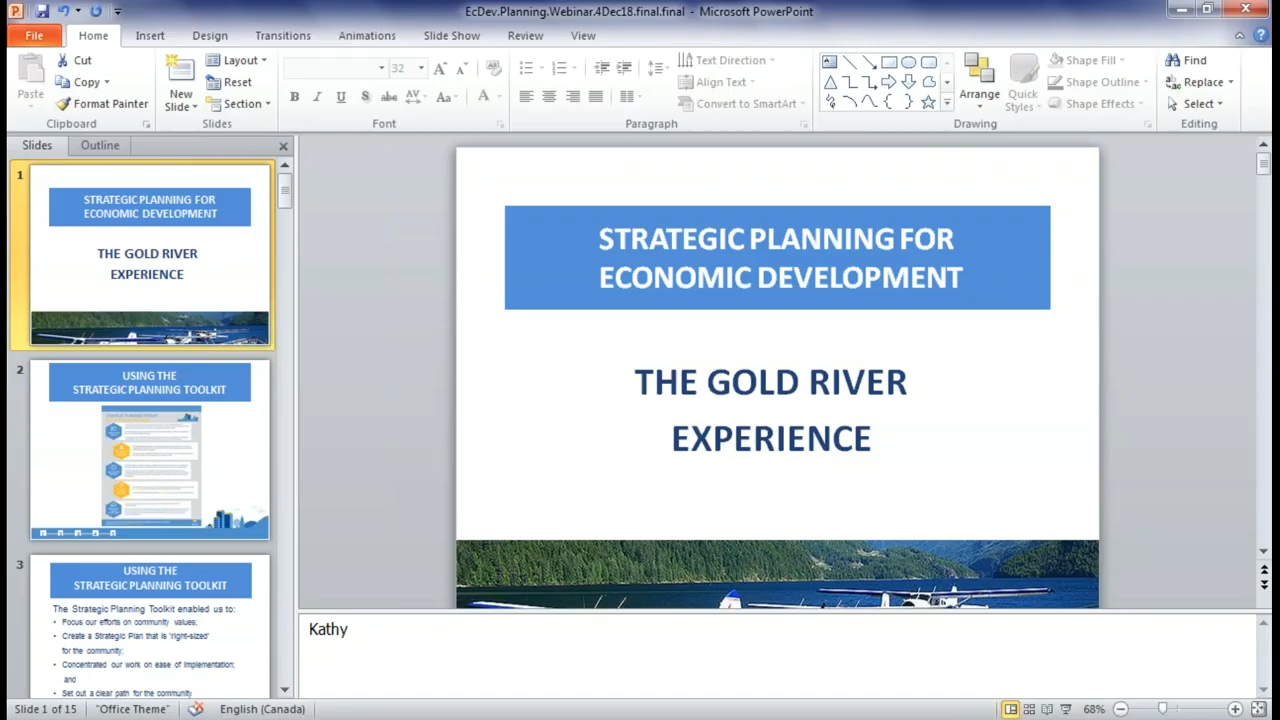 EcDev.Planning.Webinar.4Dec18.final.final - Microsoft PowerPoint
File Home Insert Design Transitions Animations Slide Show Review View
Paste
Cut
Copy
Format Painter
Clipboard
New
Slide
Layout
Reset
Section
Slides
32
Font
Text Direction
Align Text
Convert to SmartArt
Paragraph
Arrange
Quick
Styles
Shape Fill
Shape Outline
Shape Effects
Drawing
Find
Replace
Select
Editing
Slides Outline
1
STRATEGIC PLANNING FOR
ECONOMIC DEVELOPMENT
THE GOLD RIVER
EXPERIENCE
2
USING THE
STRATEGIC PLANNING TOOLKIT
3
USING THE
STRATEGIC PLANNING TOOLKIT
The Strategic Planning Toolkit enabled us to:
• Focus our efforts on community values;
• Create a Strategic Plan that is 'right-sized'
for the community;
• Concentrated our work on ease of implementation;
and
• Set out a clear path for the community
STRATEGIC PLANNING FOR
ECONOMIC DEVELOPMENT
THE GOLD RIVER
EXPERIENCE
Kathy
Slide 1 of 15 "Office Theme" English (Canada) 68%